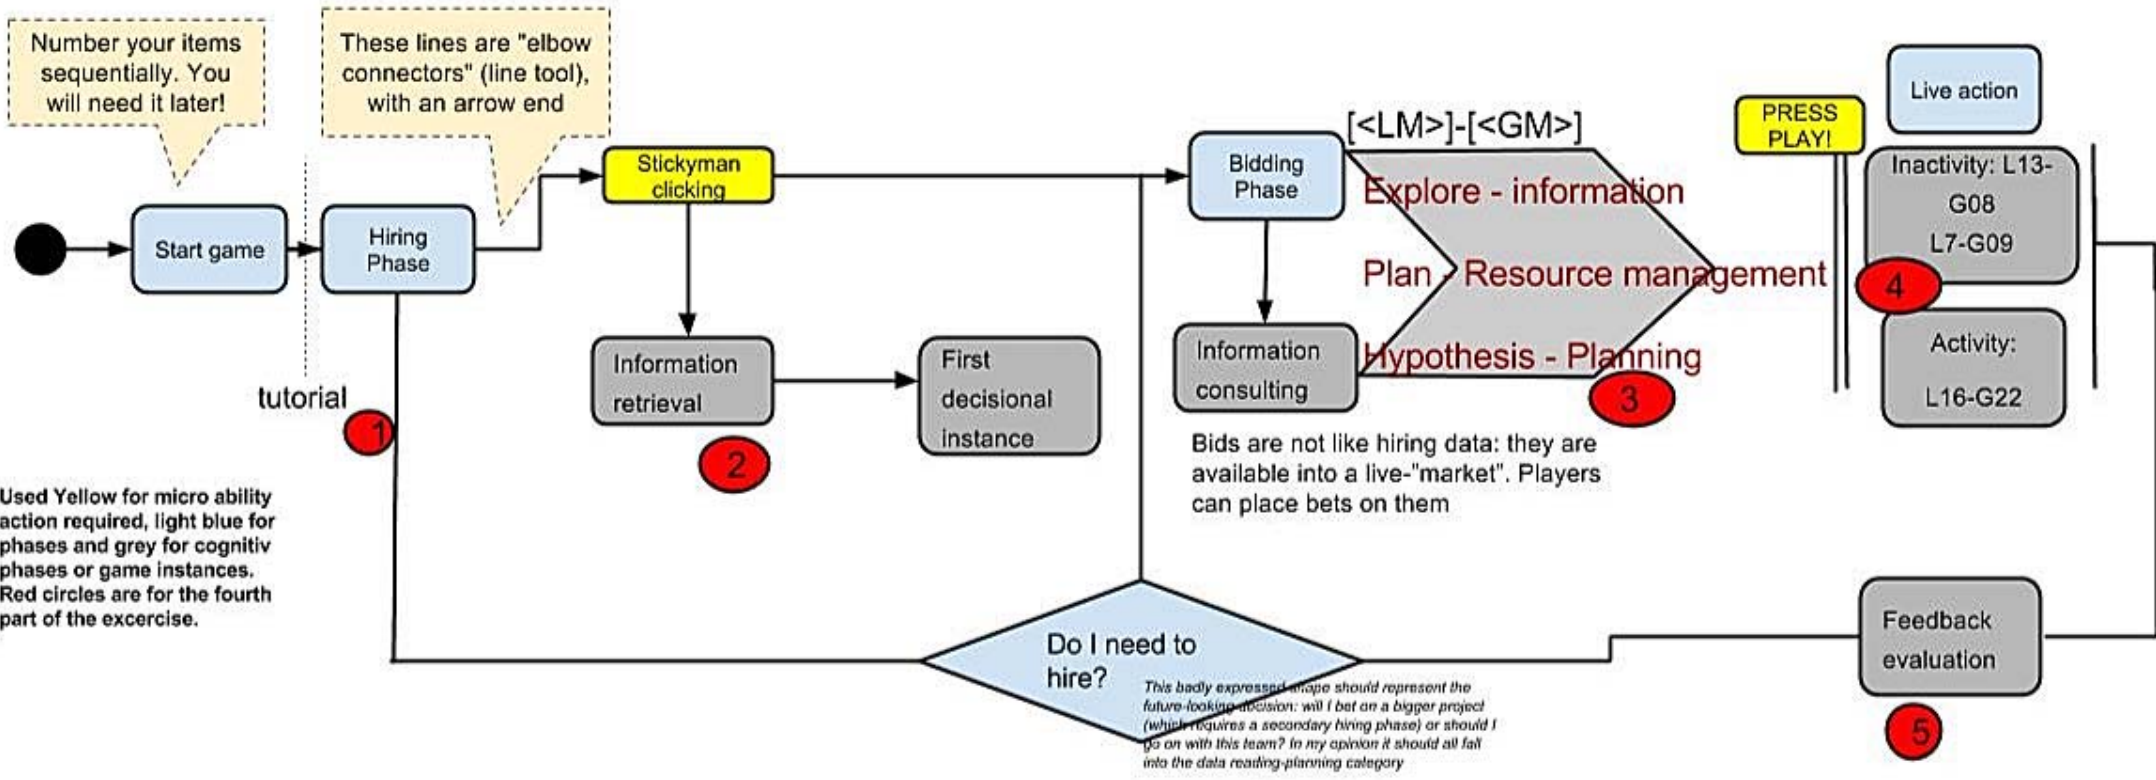 Number your items
sequentially. You
will need it later!
These lines are "elbow
connectors" (line tool),
with an arrow end
Start game
Hiring
Phase
tutorial
1
Stickyman
clicking
Information
retrieval
2
First
decisional
instance
Bidding
Phase
Information
consulting
[<LM>]-[<GM>]
Explore - information
Plan - Resource management
Hypothesis - Planning
3
Bids are not like hiring data: they are
available into a live-"market". Players
can place bets on them
PRESS
PLAY!
Live action
Inactivity: L13-
G08
L7-G09
4
Activity:
L16-G22
Used Yellow for micro ability
action required, light blue for
phases and grey for cognitiv
phases or game instances.
Red circles are for the fourth
part of the excercise.
Do I need to
hire?
This badly expressed shape should represent the
future-looking decision: will I bet on a bigger project
(which requires a secondary hiring phase) or should I
go on with this team? In my opinion it should all fall
into the data reading-planning category
Feedback
evaluation
5